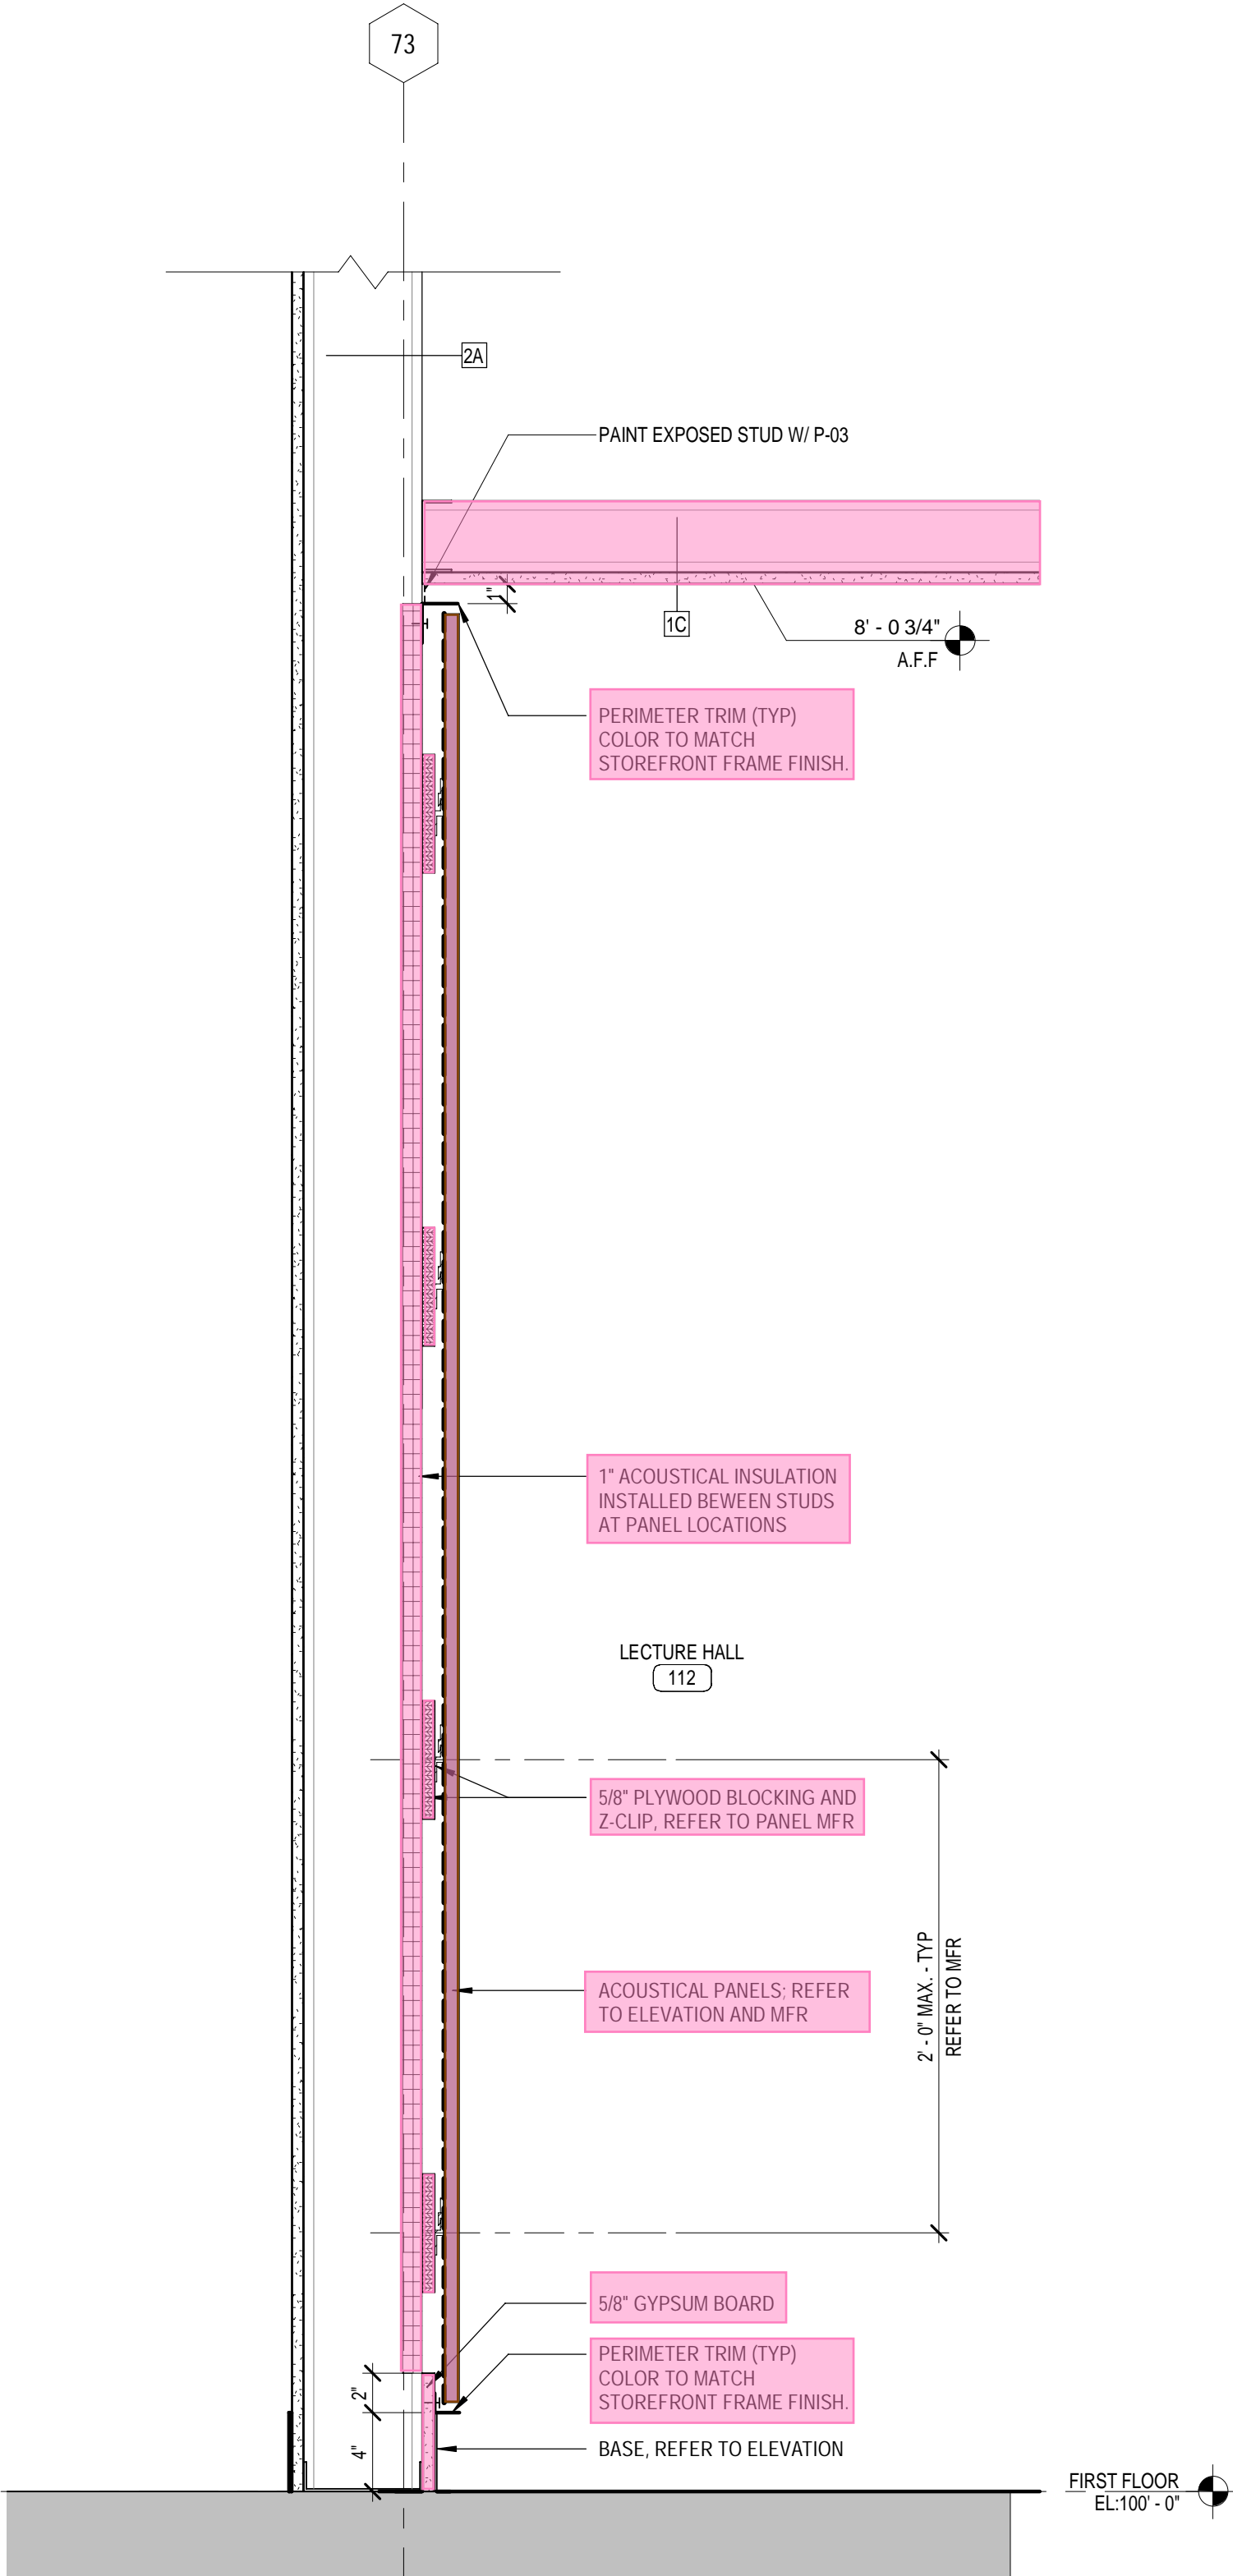 73
2A
PAINT EXPOSED STUD W/ P-03
1"
1C
8' - 0 3/4"
A.F.F
PERIMETER TRIM (TYP)
COLOR TO MATCH
STOREFRONT FRAME FINISH.
1" ACOUSTICAL INSULATION
INSTALLED BEWEEN STUDS
AT PANEL LOCATIONS
LECTURE HALL
112
5/8" PLYWOOD BLOCKING AND
Z-CLIP, REFER TO PANEL MFR
2' - 0" MAX. - TYP
REFER TO MFR
ACOUSTICAL PANELS; REFER
TO ELEVATION AND MFR
5/8" GYPSUM BOARD
PERIMETER TRIM (TYP)
COLOR TO MATCH
STOREFRONT FRAME FINISH.
2"
4"
BASE, REFER TO ELEVATION
FIRST FLOOR
EL:100' - 0"